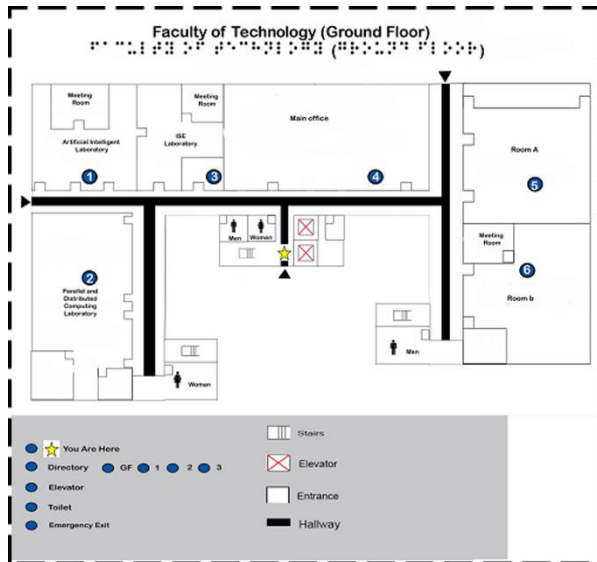 Faculty of Technology (Ground Floor)
Meeting
Room
Artificial Intelligent
Laboratory
1
ISE
Laboratory
Meeting
Room
3
Main office
4
Room A
5
Meeting
Room
6
Room b
2
Parallel and
Distributed
Computing
Laboratory
Men
Women
Women
Men
You Are Here
Directory GF 1 2 3
Elevator
Toilet
Emergency Exit
Stairs
Elevator
Entrance
Hallway